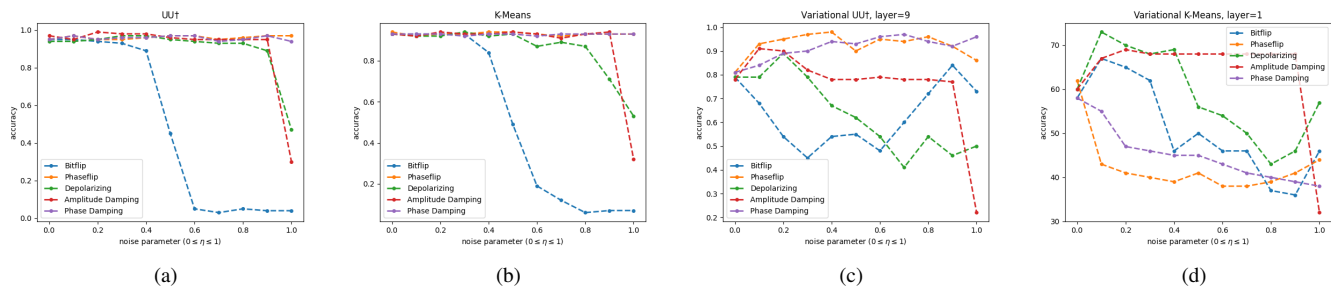 UU†
1.0
0.8
0.6
0.4
0.2
0.0
accuracy
Bitflip
Phaseflip
Depolarizing
Amplitude Damping
Phase Damping
0.0 0.2 0.4 0.6 0.8 1.0
noise parameter (0 ≤ η ≤ 1)
(a)
K-Means
0.8
0.6
0.4
0.2
accuracy
Bitflip
Phaseflip
Depolarizing
Amplitude Damping
Phase Damping
0.0 0.2 0.4 0.6 0.8 1.0
noise parameter (0 ≤ η ≤ 1)
(b)
Variational UU†, layer=9
1.0
0.9
0.8
0.7
0.6
0.5
0.4
0.3
0.2
accuracy
Bitflip
Phaseflip
Depolarizing
Amplitude Damping
Phase Damping
0.0 0.2 0.4 0.6 0.8 1.0
noise parameter (0 ≤ η ≤ 1)
(c)
Variational K-Means, layer=1
70
60
50
40
30
accuracy
Bitflip
Phaseflip
Depolarizing
Amplitude Damping
Phase Damping
0.0 0.2 0.4 0.6 0.8 1.0
noise parameter (0 ≤ η ≤ 1)
(d)